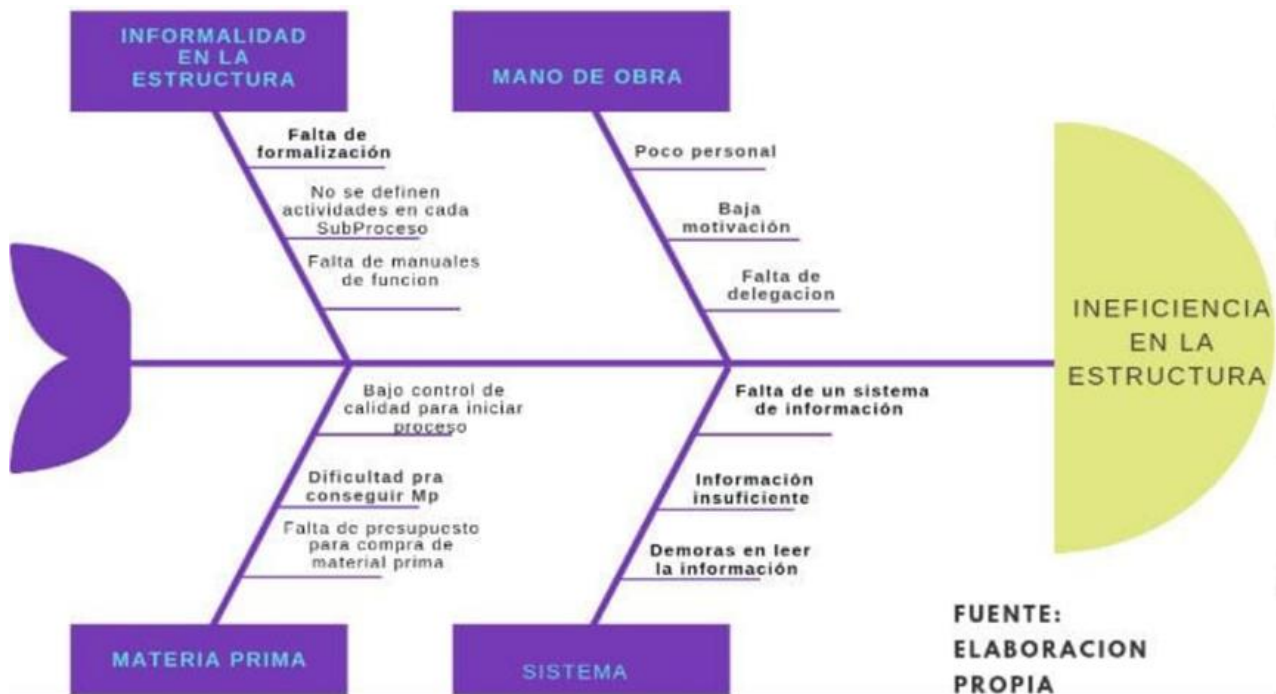 INFORMALIDAD
EN LA
ESTRUCTURA
MANO DE OBRA
Falta de
formalización
No se definen
actividades en cada
SubProceso
Falta de manuales
de funcion
Poco personal
Baja
motivación
Falta de
delegacion
INEFICIENCIA
EN LA
ESTRUCTURA
Bajo control de
calidad para iniciar
proceso
Dificultad pra
conseguir Mp
Falta de presupuesto
para compra de
material prima
Falta de un sistema
de información
Información
insuficiente
Demoras en leer
la información
MATERIA PRIMA
SISTEMA
FUENTE:
ELABORACION
PROPIA